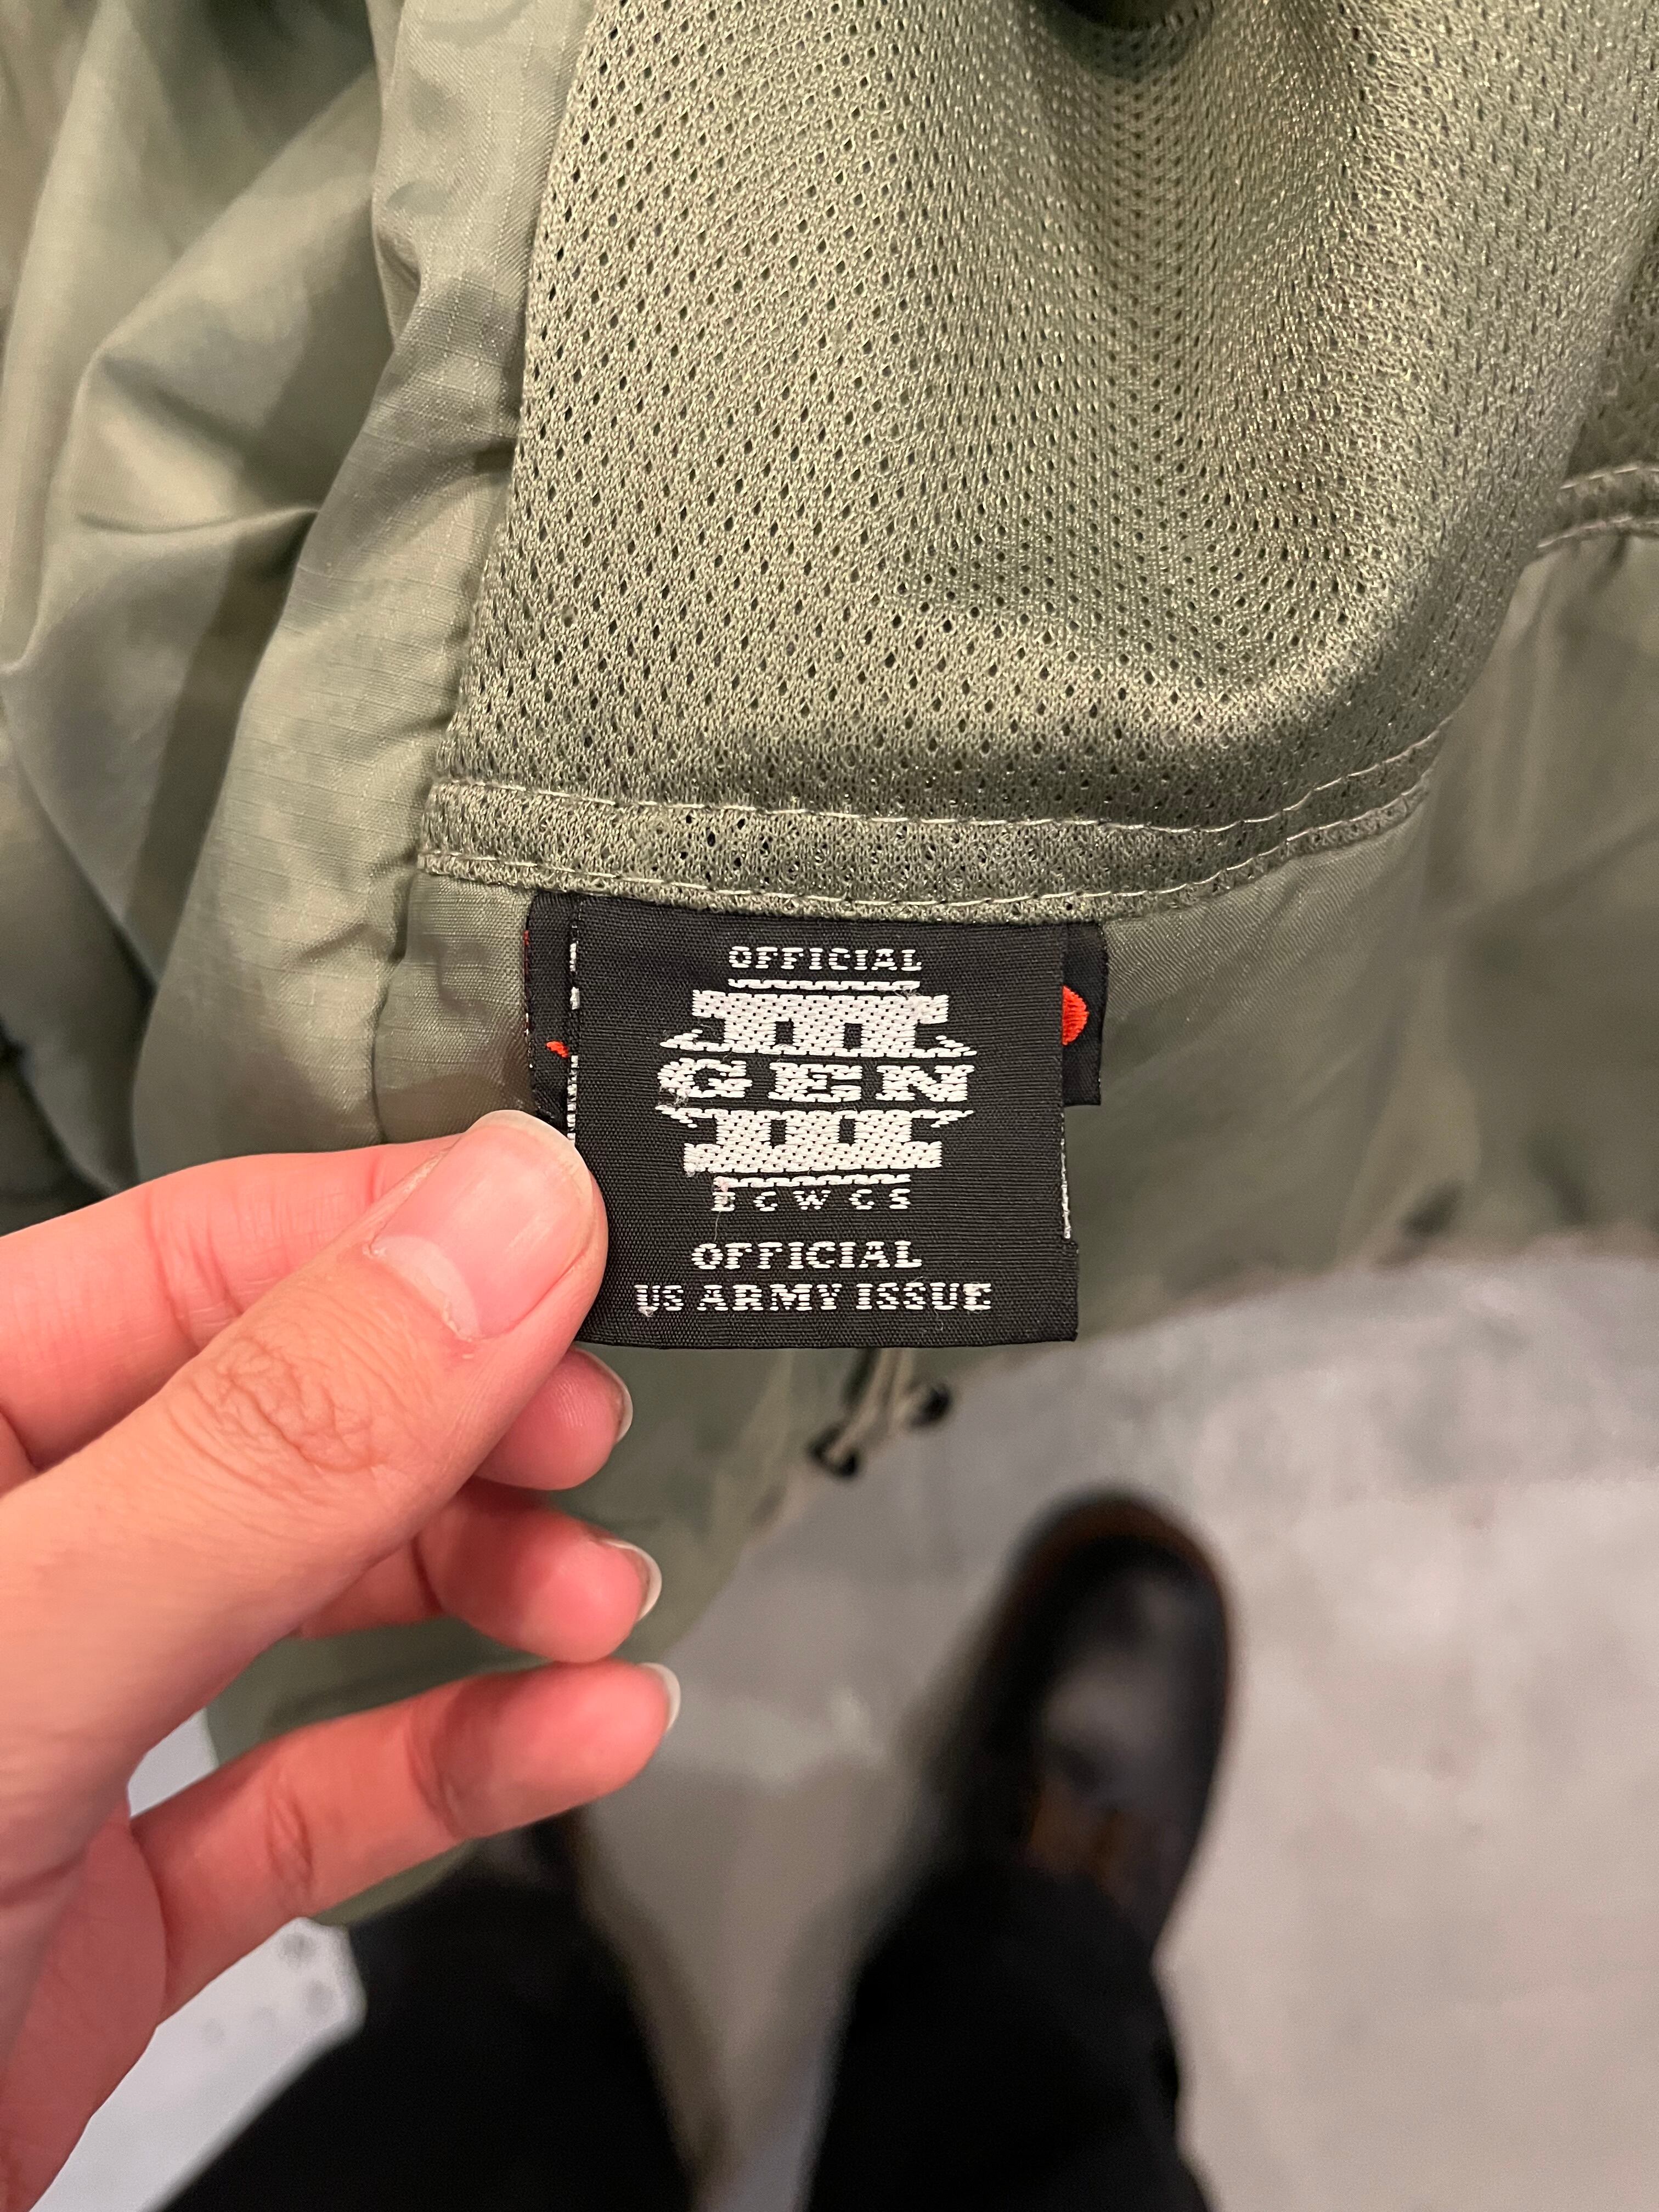 OFFICIAL
III
GEN
III
ECWCS
OFFICIAL
US ARMY ISSUE